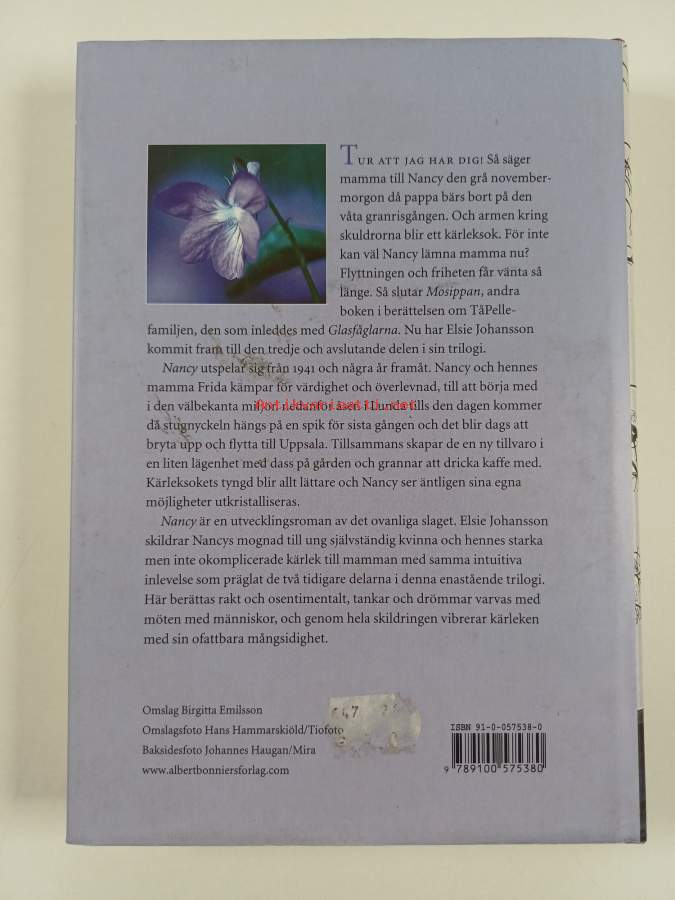 TUR ATT JAG HAR DIG! Så säger
mamma till Nancy den grå november-
morgon då pappa bärs bort på den
våta granrisgången. Och armen kring
skuldrorna blir ett kärleksok. För inte
kan väl Nancy lämna mamma nu?
Flyttningen och friheten får vänta så
länge. Så slutar Mosippan, andra
boken i berättelsen om TåPelle-
familjen, den som inleddes med Glasfåglarna. Nu har Elsie Johansson
kommit fram till den tredje och avslutande delen i sin trilogi.
Nancy utspelar sig från 1941 och några år framåt. Nancy och hennes
mamma Frida kämpar för värdighet och överlevnad, till att börja med
i den välbekanta miljön nedanför åsen i Lunda tills den dagen kommer
då stugnyckeln hängs på en spik för sista gången och det blir dags att
bryta upp och flytta till Uppsala. Tillsammans skapar de en ny tillvaro i
en liten lägenhet med dass på gården och grannar att dricka kaffe med.
Kärleksokets tyngd blir allt lättare och Nancy ser äntligen sina egna
möjligheter utkristalliseras.
Nancy är en utvecklingsroman av det ovanliga slaget. Elsie Johansson
skildrar Nancys mognad till ung självständig kvinna och hennes starka
men inte okomplicerade kärlek till mamman med samma intuitiva
inlevelse som präglat de två tidigare delarna i denna enastående trilogi.
Här berättas rakt och osentimentalt, tankar och drömmar varvas med
möten med människor, och genom hela skildringen vibrerar kärleken
med sin ofattbara mångsidighet.
Omslag Birgitta Emilsson
Omslagsfoto Hans Hammarskiöld/Tiofoto
Baksidesfoto Johannes Haugan/Mira
www.albertbonniersforlag.com
47
ISBN 91-0-057538-0
9 789100 575380